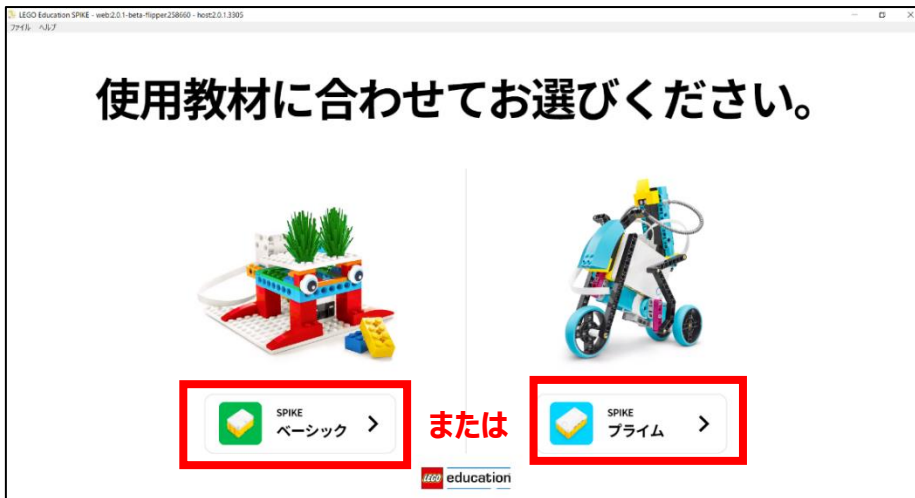 LEGO Education SPIKE - web:2.0.1-beta-flipper.258660 - host:2.0.1.3305
ファイル ヘルプ
使用教材に合わせてお選びください。
SPIKE
ベーシック
または
SPIKE
プライム
LEGO education